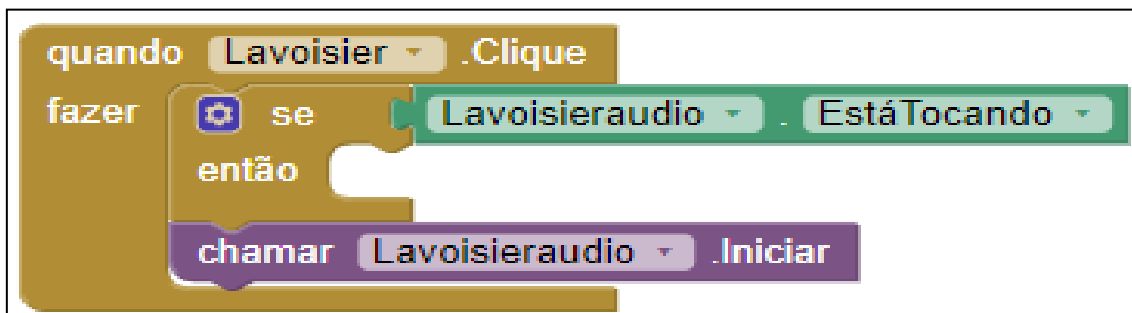 quando Lavoisier .Clique
fazer se Lavoisieraudio . EstáTocando
então
chamar Lavoisieraudio .Iniciar